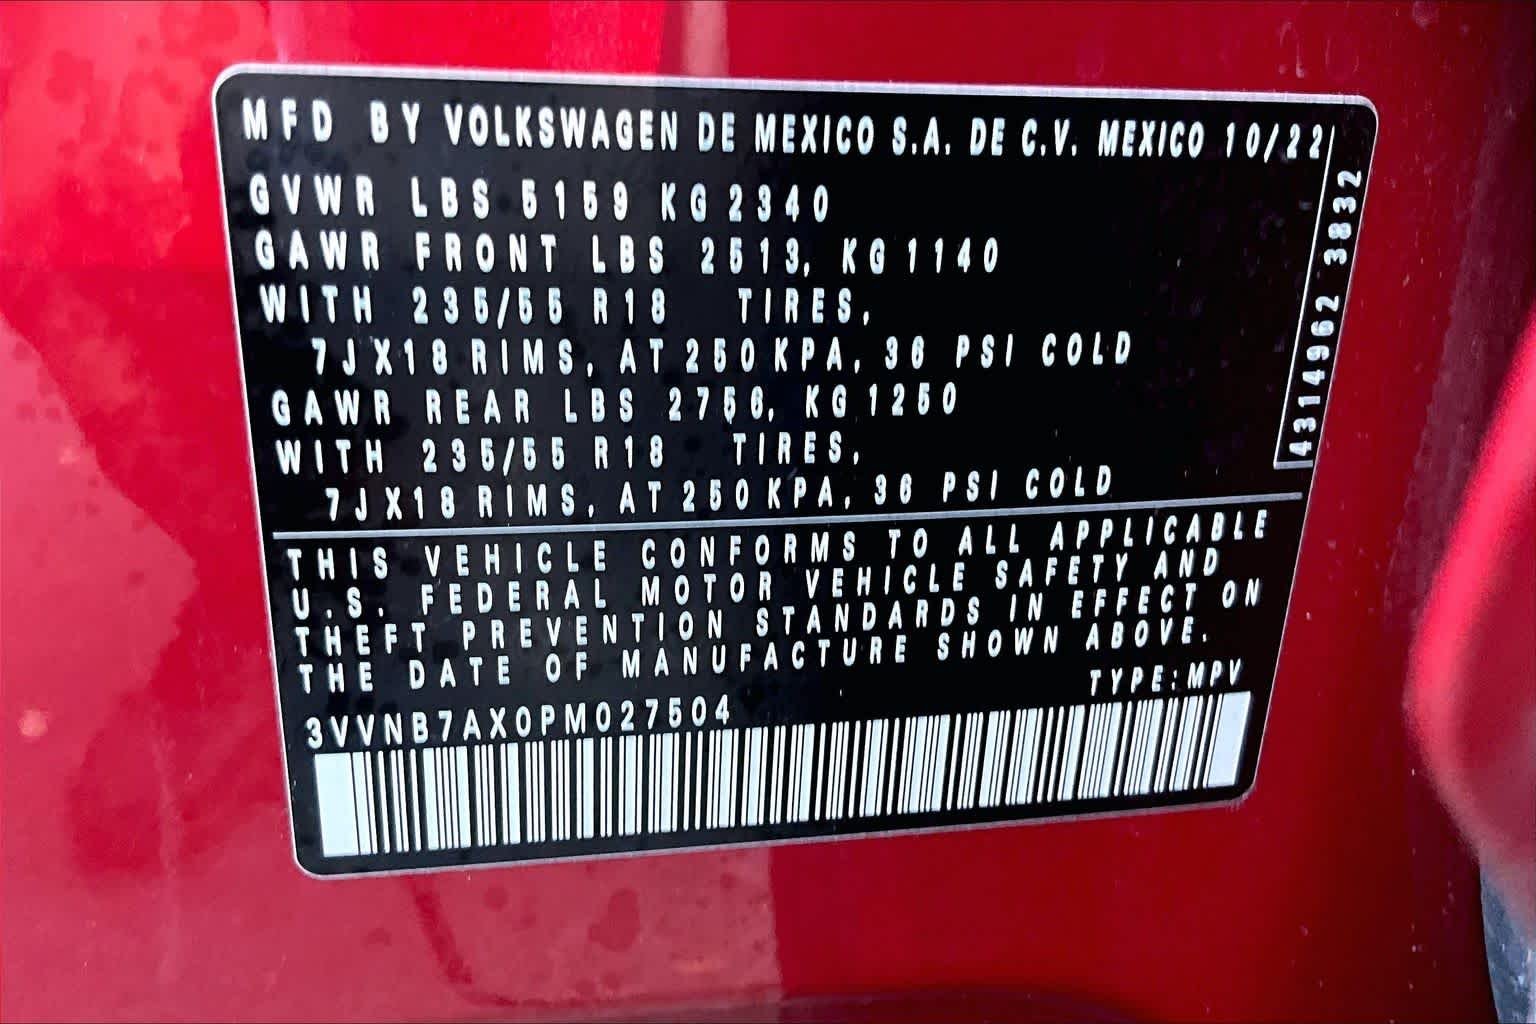 MFD BY VOLKSWAGEN DE MEXICO S.A. DE C.V. MEXICO 10/22
GVWR LBS 5159 KG 2340
GAWR FRONT LBS 2513, KG 1140
WITH 235/55 R18 TIRES,
7JX18 RIMS, AT 250 KPA, 36 PSI COLD
GAWR REAR LBS 2756, KG 1250
WITH 235/55 R18 TIRES,
7JX18 RIMS, AT 250 KPA, 36 PSI COLD
4314962 3832
THIS VEHICLE CONFORMS TO ALL APPLICABLE
U.S. FEDERAL MOTOR VEHICLE SAFETY AND
THEFT PREVENTION STANDARDS IN EFFECT ON
THE DATE OF MANUFACTURE SHOWN ABOVE.
TYPE:MPV
3VVNB7AX0PM027504